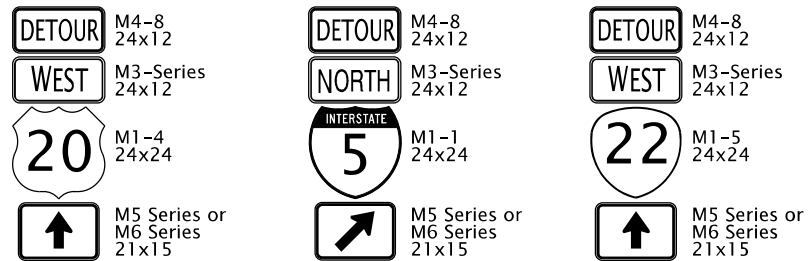 DETOUR
M4-8
24x12
WEST
M3-Series
24x12
20
M1-4
24x24
M5 Series or
M6 Series
21x15
DETOUR
M4-8
24x12
NORTH
M3-Series
24x12
INTERSTATE
5
M1-1
24x24
M5 Series or
M6 Series
21x15
DETOUR
M4-8
24x12
WEST
M3-Series
24x12
22
M1-5
24x24
M5 Series or
M6 Series
21x15